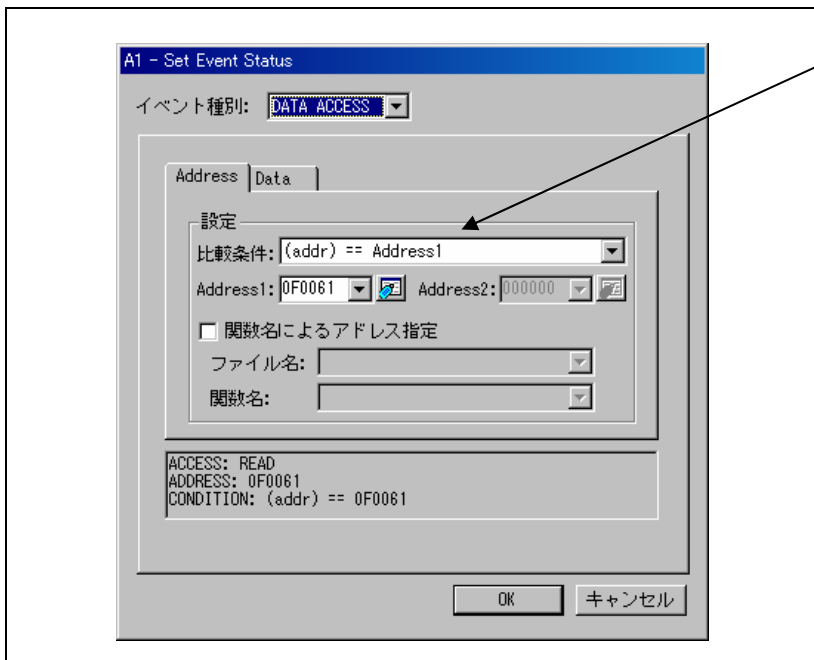 A1 - Set Event Status
イベント種別: DATA ACCESS
Address Data
設定
比較条件: (addr) == Address1
Address1: 0F0061 Address2: 000000
関数名によるアドレス指定
ファイル名:
関数名:
ACCESS: READ
ADDRESS: 0F0061
CONDITION: (addr) == 0F0061
OK キャンセル